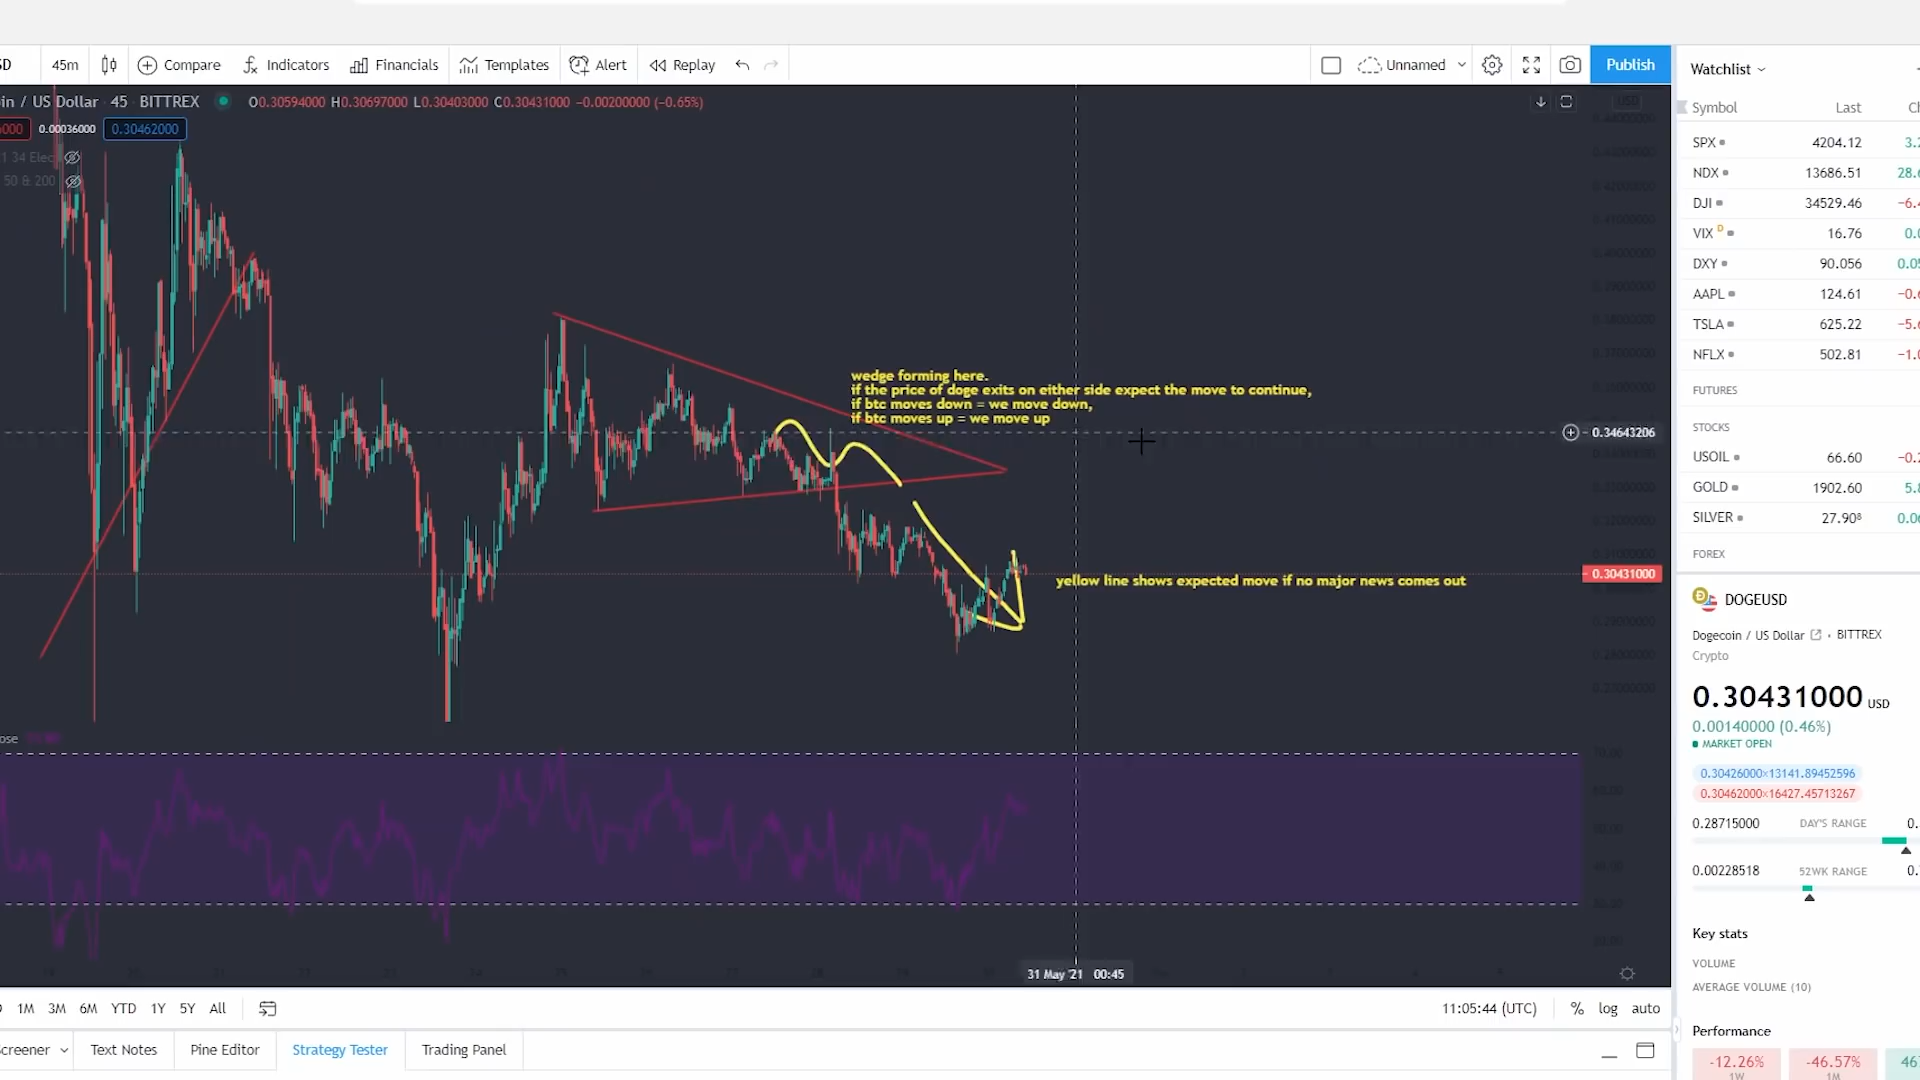 45m Compare Indicators Financials Templates Alert Replay Unnamed Publish
Watchlist
in / US Dollar · 45 · BITTREX O0.30594000 H0.30697000 L0.30403000 C0.30431000 −0.00200000 (−0.65%)
0.00036000 0.30462000
50 & 200
USD
wedge forming here.
if the price of doge exits on either side expect the move to continue,
if btc moves down = we move down,
if btc moves up = we move up
0.34643206
0.30431000
yellow line shows expected move if no major news comes out
31 May '21 00:45
1M 3M 6M YTD 1Y 5Y All
11:05:44 (UTC) % log auto
creener Text Notes Pine Editor Strategy Tester Trading Panel
Symbol Last
SPX 4204.12
NDX 13686.51
DJI 34529.46
VIX D 16.76
DXY 90.056
AAPL 124.61
TSLA 625.22
NFLX 502.81
FUTURES
STOCKS
USOIL 66.60
GOLD 1902.60
SILVER 27.90⁸
FOREX
DOGEUSD
Dogecoin / US Dollar · BITTREX
Crypto
0.30431000 USD
0.00140000 (0.46%)
MARKET OPEN
0.30426000×13141.89452596
0.30462000×16427.45713267
0.28715000 DAY'S RANGE
0.00228518 52WK RANGE
Key stats
VOLUME
AVERAGE VOLUME (10)
Performance
-12.26% -46.57%
1W 1M